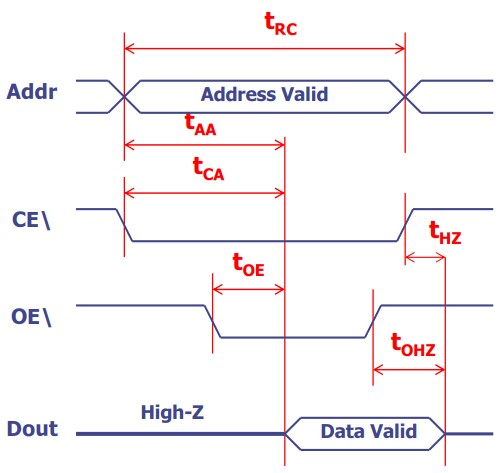 tRC
Addr
Address Valid
tAA
tCA
CE\
tHZ
tOE
OE\
tOHZ
High-Z
Dout
Data Valid